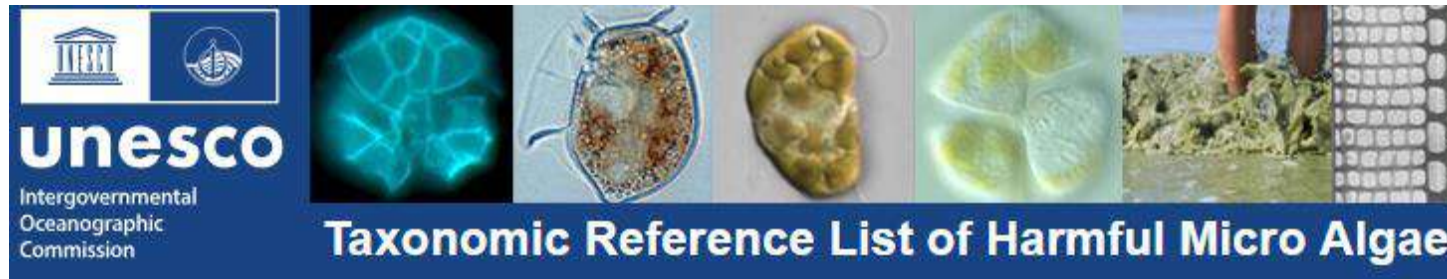 unesco
Intergovernmental
Oceanographic
Commission
Taxonomic Reference List of Harmful Micro Algae